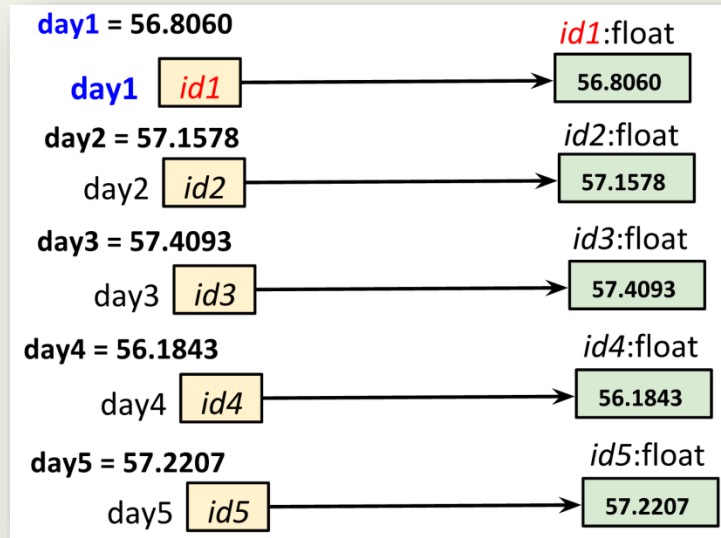 day1 = 56.8060
id1:float
day1 id1 56.8060
day2 = 57.1578
id2:float
day2 id2 57.1578
day3 = 57.4093
id3:float
day3 id3 57.4093
day4 = 56.1843
id4:float
day4 id4 56.1843
day5 = 57.2207
id5:float
day5 id5 57.2207